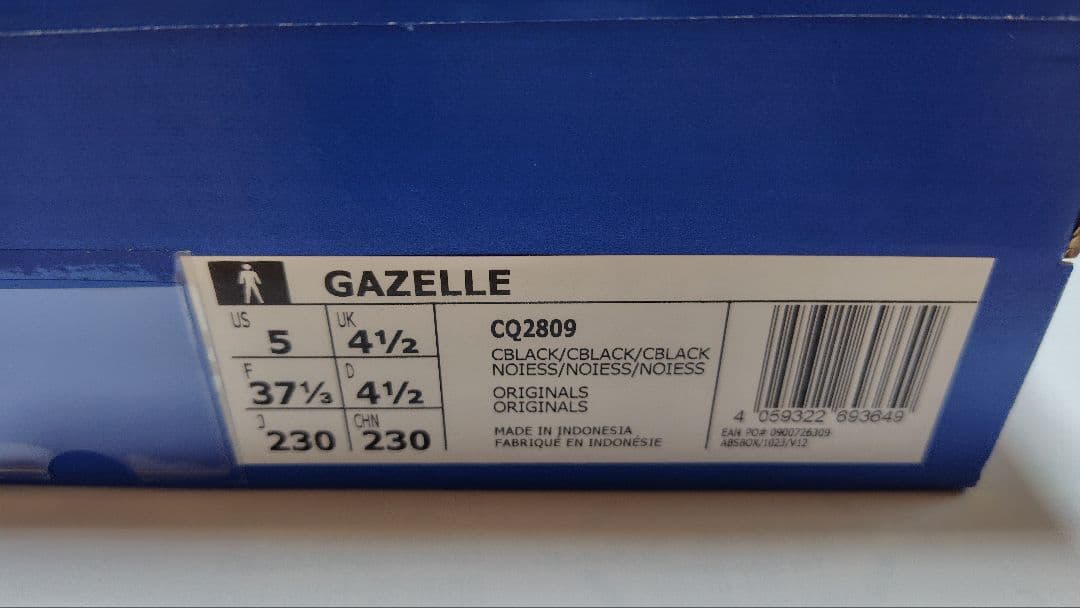 GAZELLE
US 5 UK 4½
F 37⅓ D 4½
J 230 CHN 230
CQ2809
CBLACK/CBLACK/CBLACK
NOIESS/NOIESS/NOIESS
ORIGINALS
ORIGINALS
MADE IN INDONESIA
FABRIQUÉ EN INDONÉSIE
4 059322 693649
EAN PO# 0900726309
ABSBOX/1023/V12